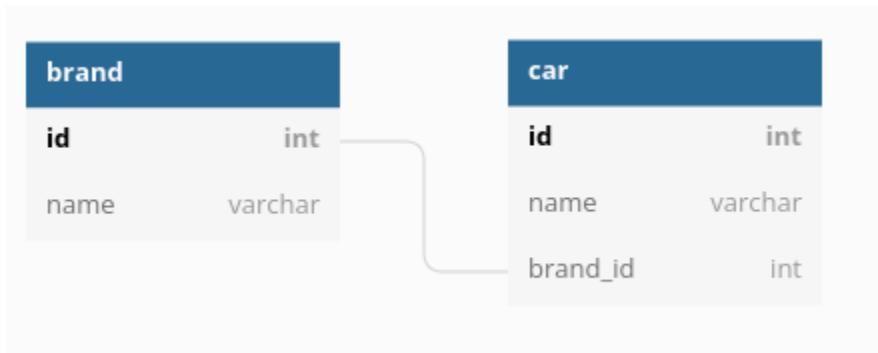 brand
id int
name varchar
car
id int
name varchar
brand_id int